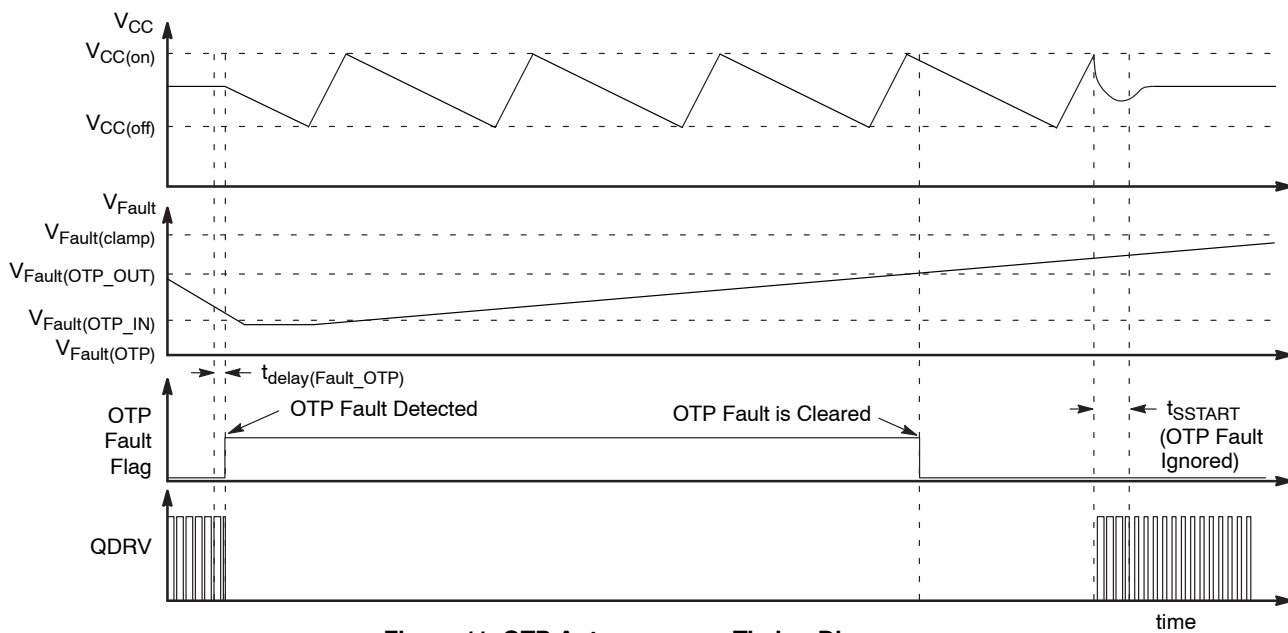 VCC
VCC(on)
VCC(off)
VFault
VFault(clamp)
VFault(OTP_OUT)
VFault(OTP_IN)
VFault(OTP)
tdelay(Fault_OTP)
OTP Fault Detected
OTP Fault is Cleared
OTP
Fault
Flag
tSSTART
(OTP Fault
Ignored)
QDRV
time